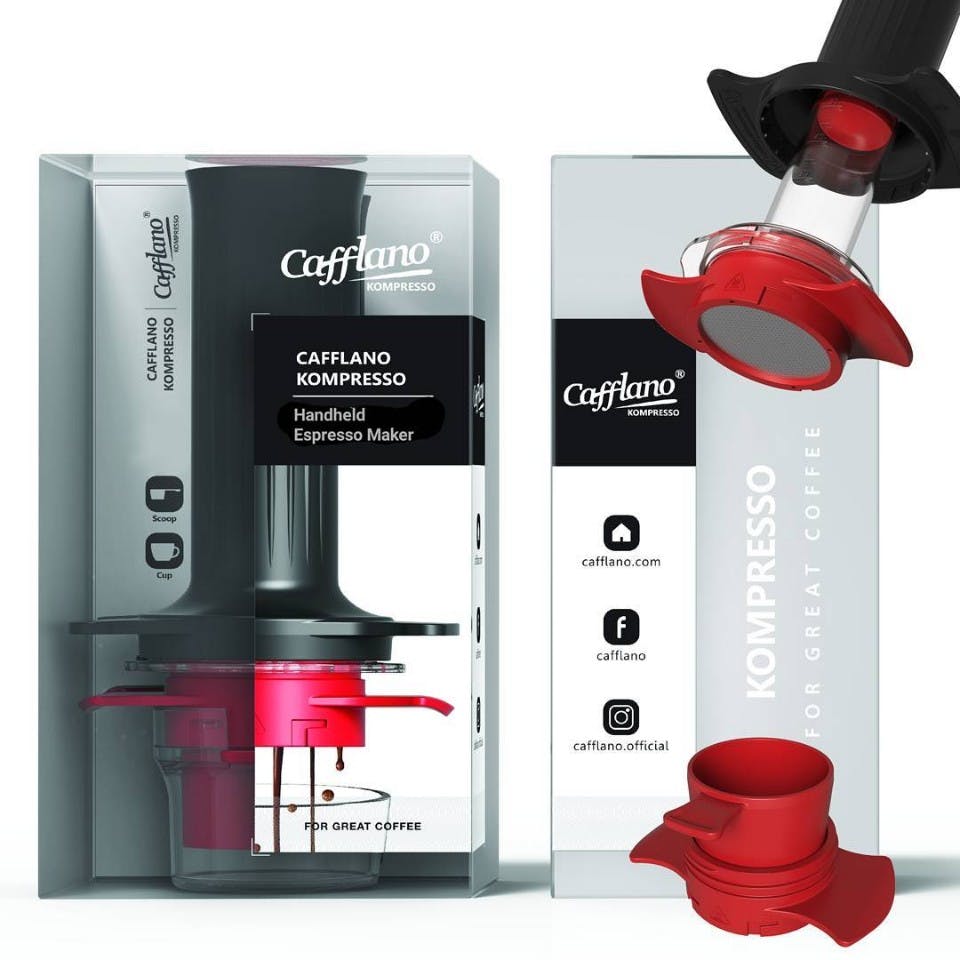 Cafflano®
KOMPRESSO
CAFFLANO
KOMPRESSO
Cafflano®
KOMPRESSO
CAFFLANO
KOMPRESSO
Handheld
Espresso Maker
Scoop
Cup
FOR GREAT COFFEE
Cafflano®
KOMPRESSO
cafflano.com
f
cafflano
cafflano.official
KOMPRESSO
FOR GREAT COFFEE